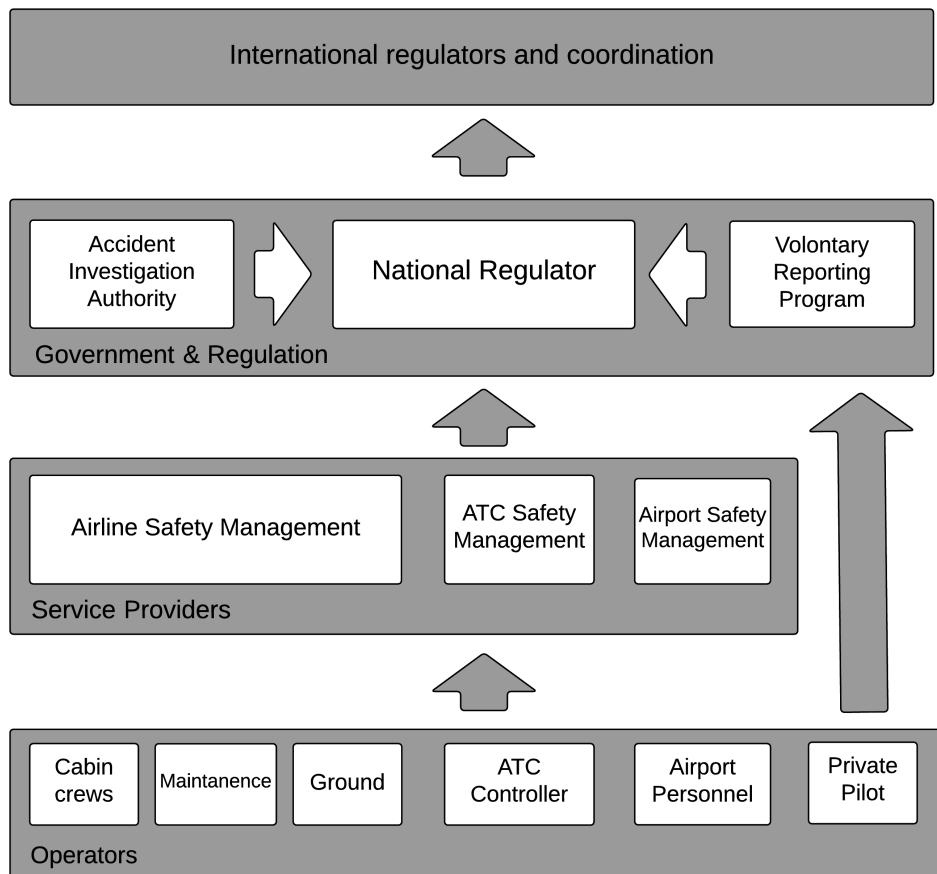 International regulators and coordination
Accident
Investigation
Authority
National Regulator
Volontary
Reporting
Program
Government & Regulation
Airline Safety Management
ATC Safety
Management
Airport Safety
Management
Service Providers
Cabin
crews
Maintanence
Ground
ATC
Controller
Airport
Personnel
Private
Pilot
Operators